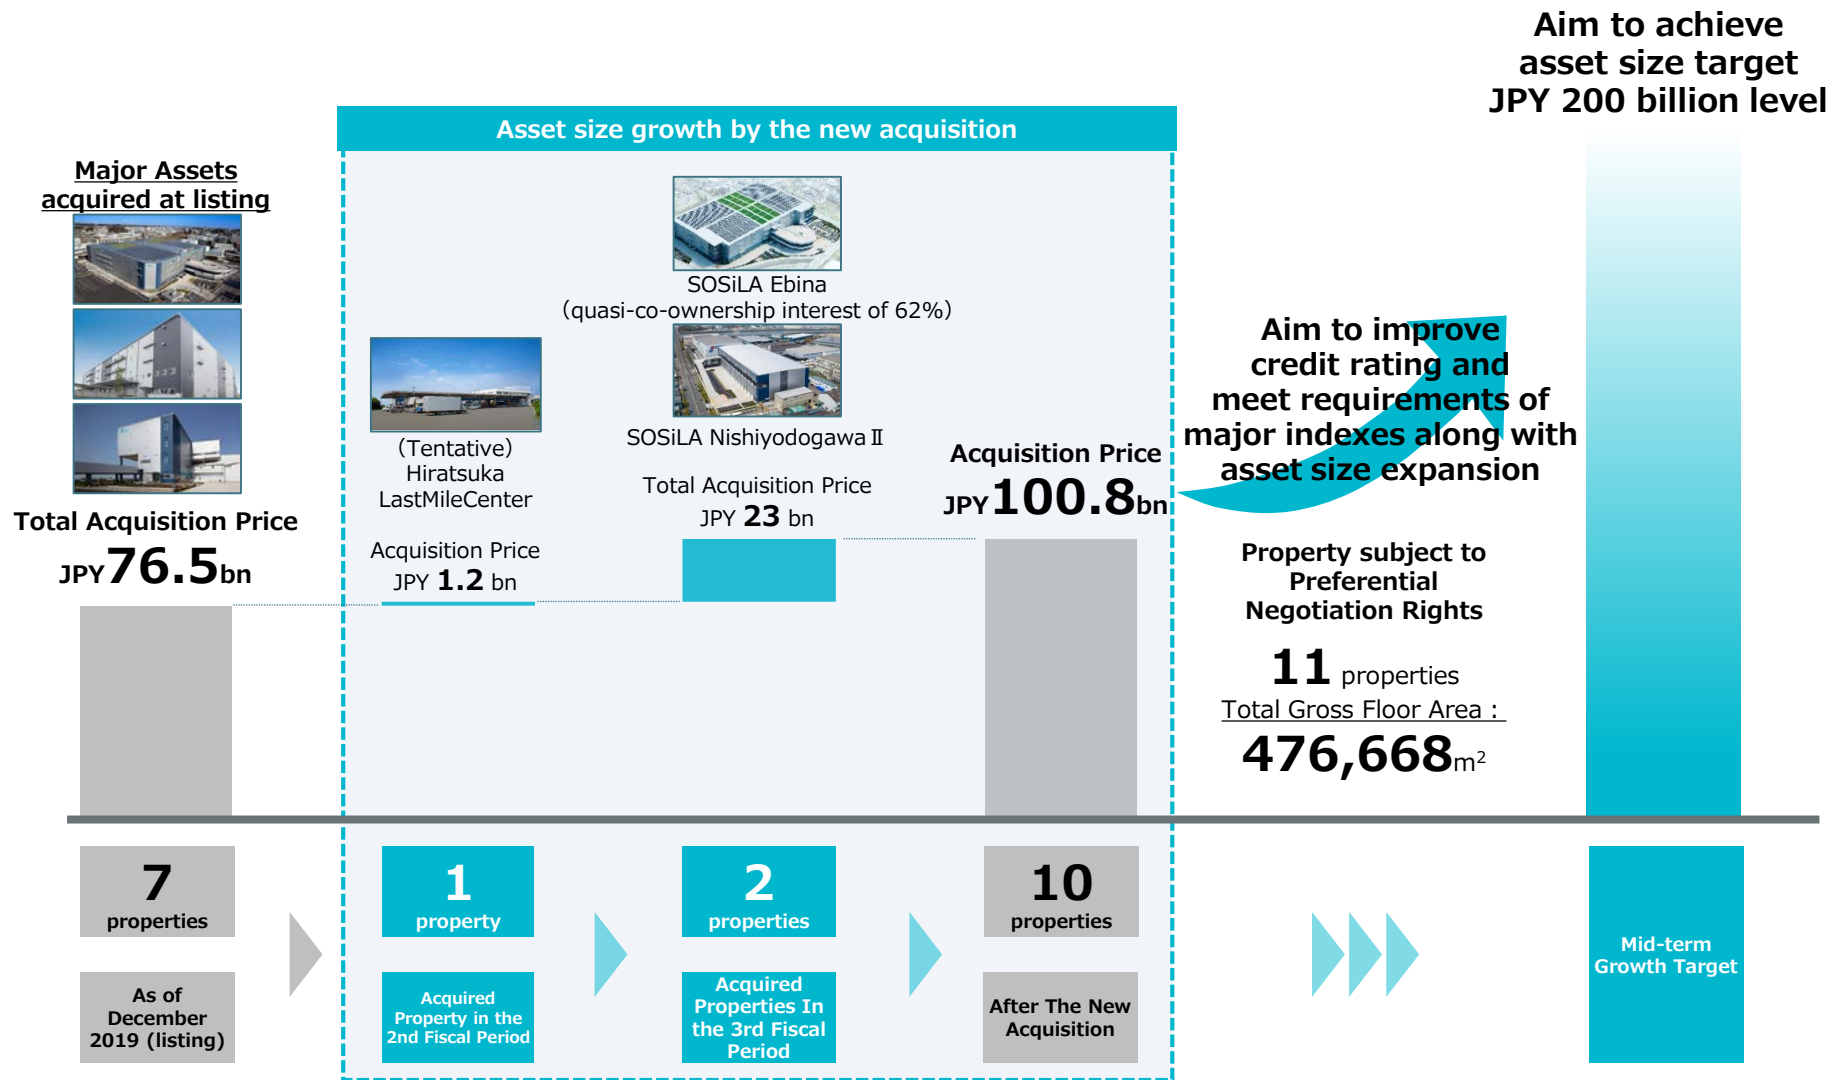 Aim to achieve
asset size target
JPY 200 billion level
Asset size growth by the new acquisition
Major Assets
acquired at listing
Total Acquisition Price
JPY76.5bn
(Tentative)
Hiratsuka
LastMileCenter
Acquisition Price
JPY 1.2 bn
SOSiLA Ebina
(quasi-co-ownership interest of 62%)
SOSiLA Nishiyodogawa Ⅱ
Total Acquisition Price
JPY 23 bn
Acquisition Price
JPY100.8bn
Aim to improve
credit rating and
meet requirements of
major indexes along with
asset size expansion
Property subject to
Preferential
Negotiation Rights
11 properties
Total Gross Floor Area :
476,668m²
7
properties
1
property
2
properties
10
properties
As of
December
2019 (listing)
Acquired
Property in the
2nd Fiscal Period
Acquired
Properties In
the 3rd Fiscal
Period
After The New
Acquisition
Mid-term
Growth Target